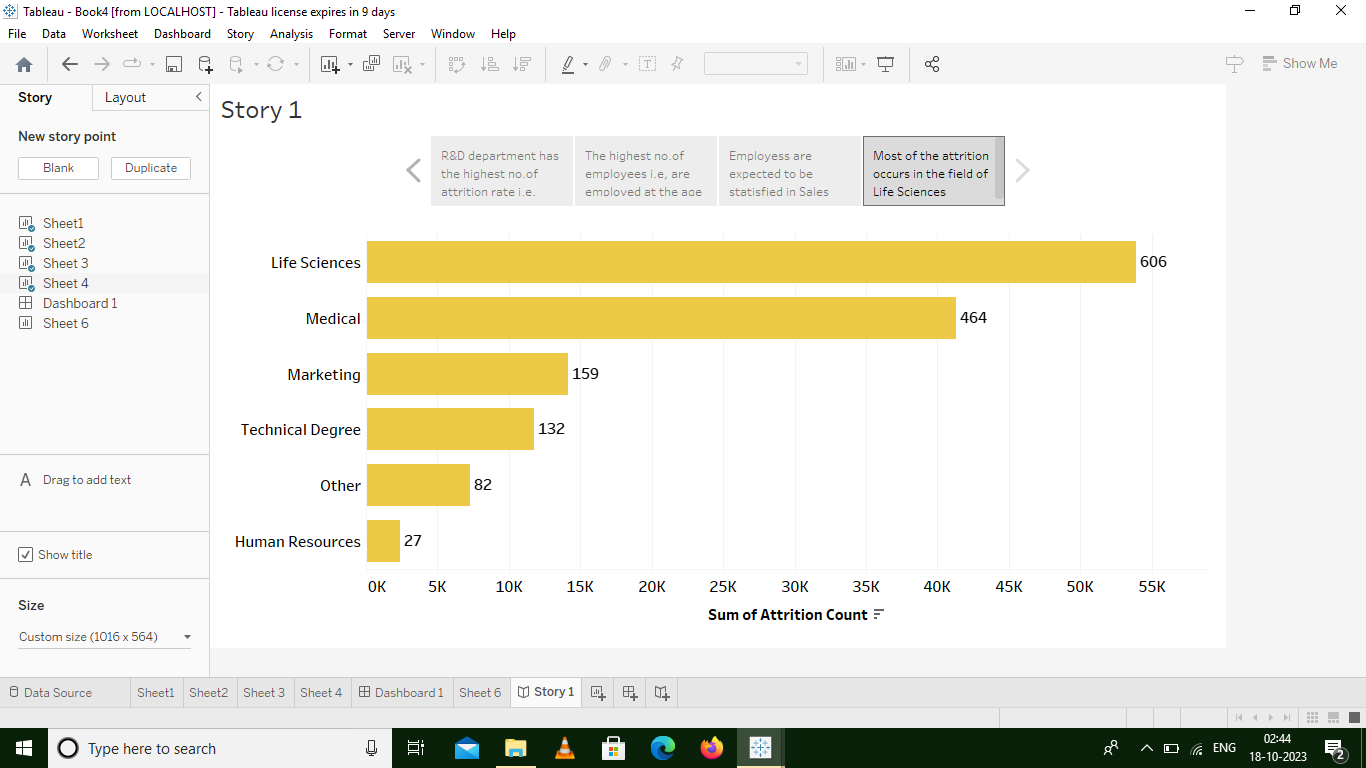 Tableau - Book4 [from LOCALHOST] - Tableau license expires in 9 days
File Data Worksheet Dashboard Story Analysis Format Server Window Help
Show Me
Story Layout
New story point
Blank Duplicate
Sheet1
Sheet2
Sheet 3
Sheet 4
Dashboard 1
Sheet 6
A Drag to add text
Show title
Size
Custom size (1016 x 564)
Story 1
R&D department has
the highest no.of
attrition rate i.e.
The highest no.of
employees i.e, are
employed at the age
Employess are
expected to be
statisfied in Sales
Most of the attrition
occurs in the field of
Life Sciences
Life Sciences 606
Medical 464
Marketing 159
Technical Degree 132
Other 82
Human Resources 27
0K 5K 10K 15K 20K 25K 30K 35K 40K 45K 50K 55K
Sum of Attrition Count
Data Source Sheet1 Sheet2 Sheet 3 Sheet 4 Dashboard 1 Sheet 6 Story 1
Type here to search
ENG
02:44
18-10-2023
2